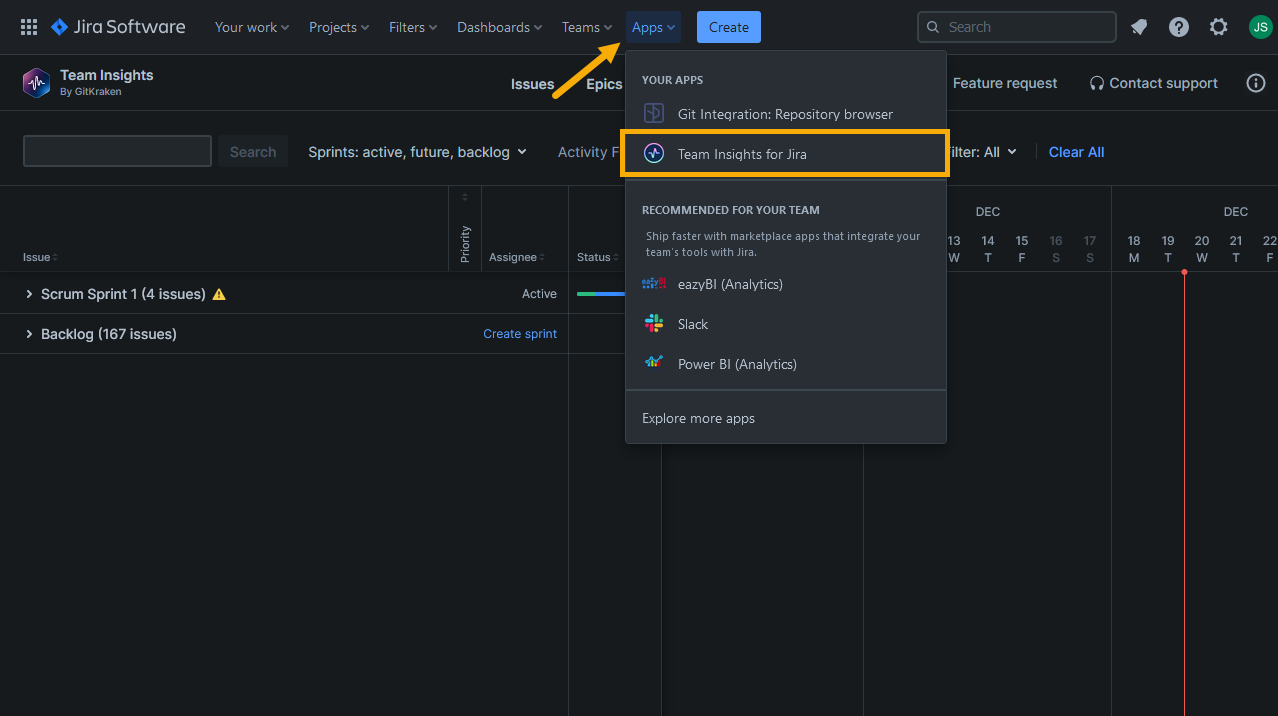 Jira Software Your work Projects Filters Dashboards Teams Apps Create Search JS
Team Insights
By GitKraken
Issues Epics Feature request Contact support
Search Sprints: active, future, backlog Activity F ilter: All Clear All
YOUR APPS
Git Integration: Repository browser
Team Insights for Jira
RECOMMENDED FOR YOUR TEAM
Ship faster with marketplace apps that integrate your
team's tools with Jira.
eazyBI eazyBI (Analytics)
Slack
Power BI (Analytics)
Explore more apps
DEC DEC
13 14 15 16 17 18 19 20 21 22
W T F S S M T W T F
Issue Priority Assignee Status
Scrum Sprint 1 (4 issues) Active
Backlog (167 issues) Create sprint